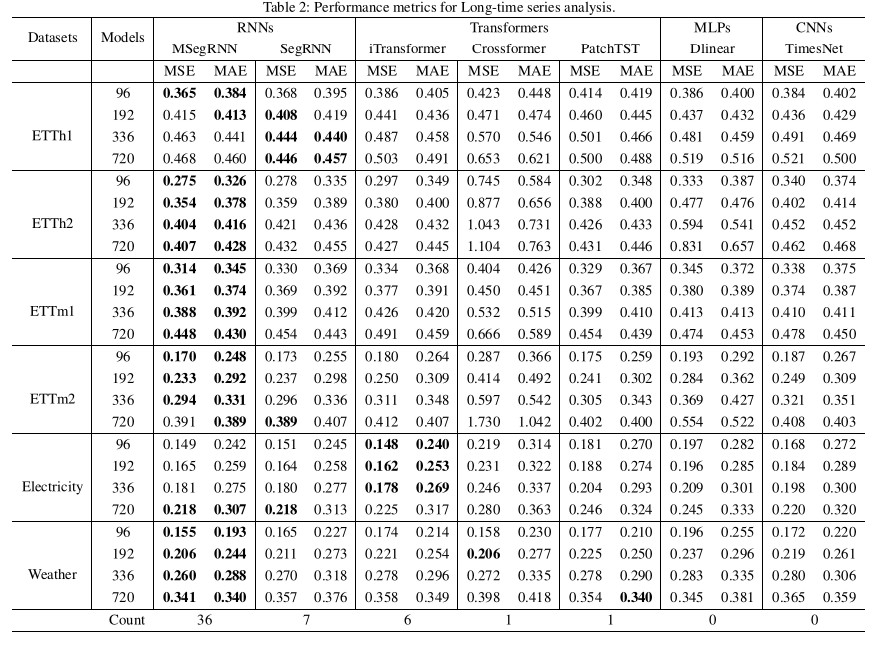 Table 2: Performance metrics for Long-time series analysis.
Datasets Models RNNs Transformers MLPs CNNs
MSegRNN SegRNN iTransformer Crossformer PatchTST Dlinear TimesNet
MSE MAE MSE MAE MSE MAE MSE MAE MSE MAE MSE MAE MSE MAE
ETTh1
96 0.365 0.384 0.368 0.395 0.386 0.405 0.423 0.448 0.414 0.419 0.386 0.400 0.384 0.402
192 0.415 0.413 0.408 0.419 0.441 0.436 0.471 0.474 0.460 0.445 0.437 0.432 0.436 0.429
336 0.463 0.441 0.444 0.440 0.487 0.458 0.570 0.546 0.501 0.466 0.481 0.459 0.491 0.469
720 0.468 0.460 0.446 0.457 0.503 0.491 0.653 0.621 0.500 0.488 0.519 0.516 0.521 0.500
ETTh2
96 0.275 0.326 0.278 0.335 0.297 0.349 0.745 0.584 0.302 0.348 0.333 0.387 0.340 0.374
192 0.354 0.378 0.359 0.389 0.380 0.400 0.877 0.656 0.388 0.400 0.477 0.476 0.402 0.414
336 0.404 0.416 0.421 0.436 0.428 0.432 1.043 0.731 0.426 0.433 0.594 0.541 0.452 0.452
720 0.407 0.428 0.432 0.455 0.427 0.445 1.104 0.763 0.431 0.446 0.831 0.657 0.462 0.468
ETTm1
96 0.314 0.345 0.330 0.369 0.334 0.368 0.404 0.426 0.329 0.367 0.345 0.372 0.338 0.375
192 0.361 0.374 0.369 0.392 0.377 0.391 0.450 0.451 0.367 0.385 0.380 0.389 0.374 0.387
336 0.388 0.392 0.399 0.412 0.426 0.420 0.532 0.515 0.399 0.410 0.413 0.413 0.410 0.411
720 0.448 0.430 0.454 0.443 0.491 0.459 0.666 0.589 0.454 0.439 0.474 0.453 0.478 0.450
ETTm2
96 0.170 0.248 0.173 0.255 0.180 0.264 0.287 0.366 0.175 0.259 0.193 0.292 0.187 0.267
192 0.233 0.292 0.237 0.298 0.250 0.309 0.414 0.492 0.241 0.302 0.284 0.362 0.249 0.309
336 0.294 0.331 0.296 0.336 0.311 0.348 0.597 0.542 0.305 0.343 0.369 0.427 0.321 0.351
720 0.391 0.389 0.389 0.407 0.412 0.407 1.730 1.042 0.402 0.400 0.554 0.522 0.408 0.403
Electricity
96 0.149 0.242 0.151 0.245 0.148 0.240 0.219 0.314 0.181 0.270 0.197 0.282 0.168 0.272
192 0.165 0.259 0.164 0.258 0.162 0.253 0.231 0.322 0.188 0.274 0.196 0.285 0.184 0.289
336 0.181 0.275 0.180 0.277 0.178 0.269 0.246 0.337 0.204 0.293 0.209 0.301 0.198 0.300
720 0.218 0.307 0.218 0.313 0.225 0.317 0.280 0.363 0.246 0.324 0.245 0.333 0.220 0.320
Weather
96 0.155 0.193 0.165 0.227 0.174 0.214 0.158 0.230 0.177 0.210 0.196 0.255 0.172 0.220
192 0.206 0.244 0.211 0.273 0.221 0.254 0.206 0.277 0.225 0.250 0.237 0.296 0.219 0.261
336 0.260 0.288 0.270 0.318 0.278 0.296 0.272 0.335 0.278 0.290 0.283 0.335 0.280 0.306
720 0.341 0.340 0.357 0.376 0.358 0.349 0.398 0.418 0.354 0.340 0.345 0.381 0.365 0.359
Count 36 7 6 1 1 0 0